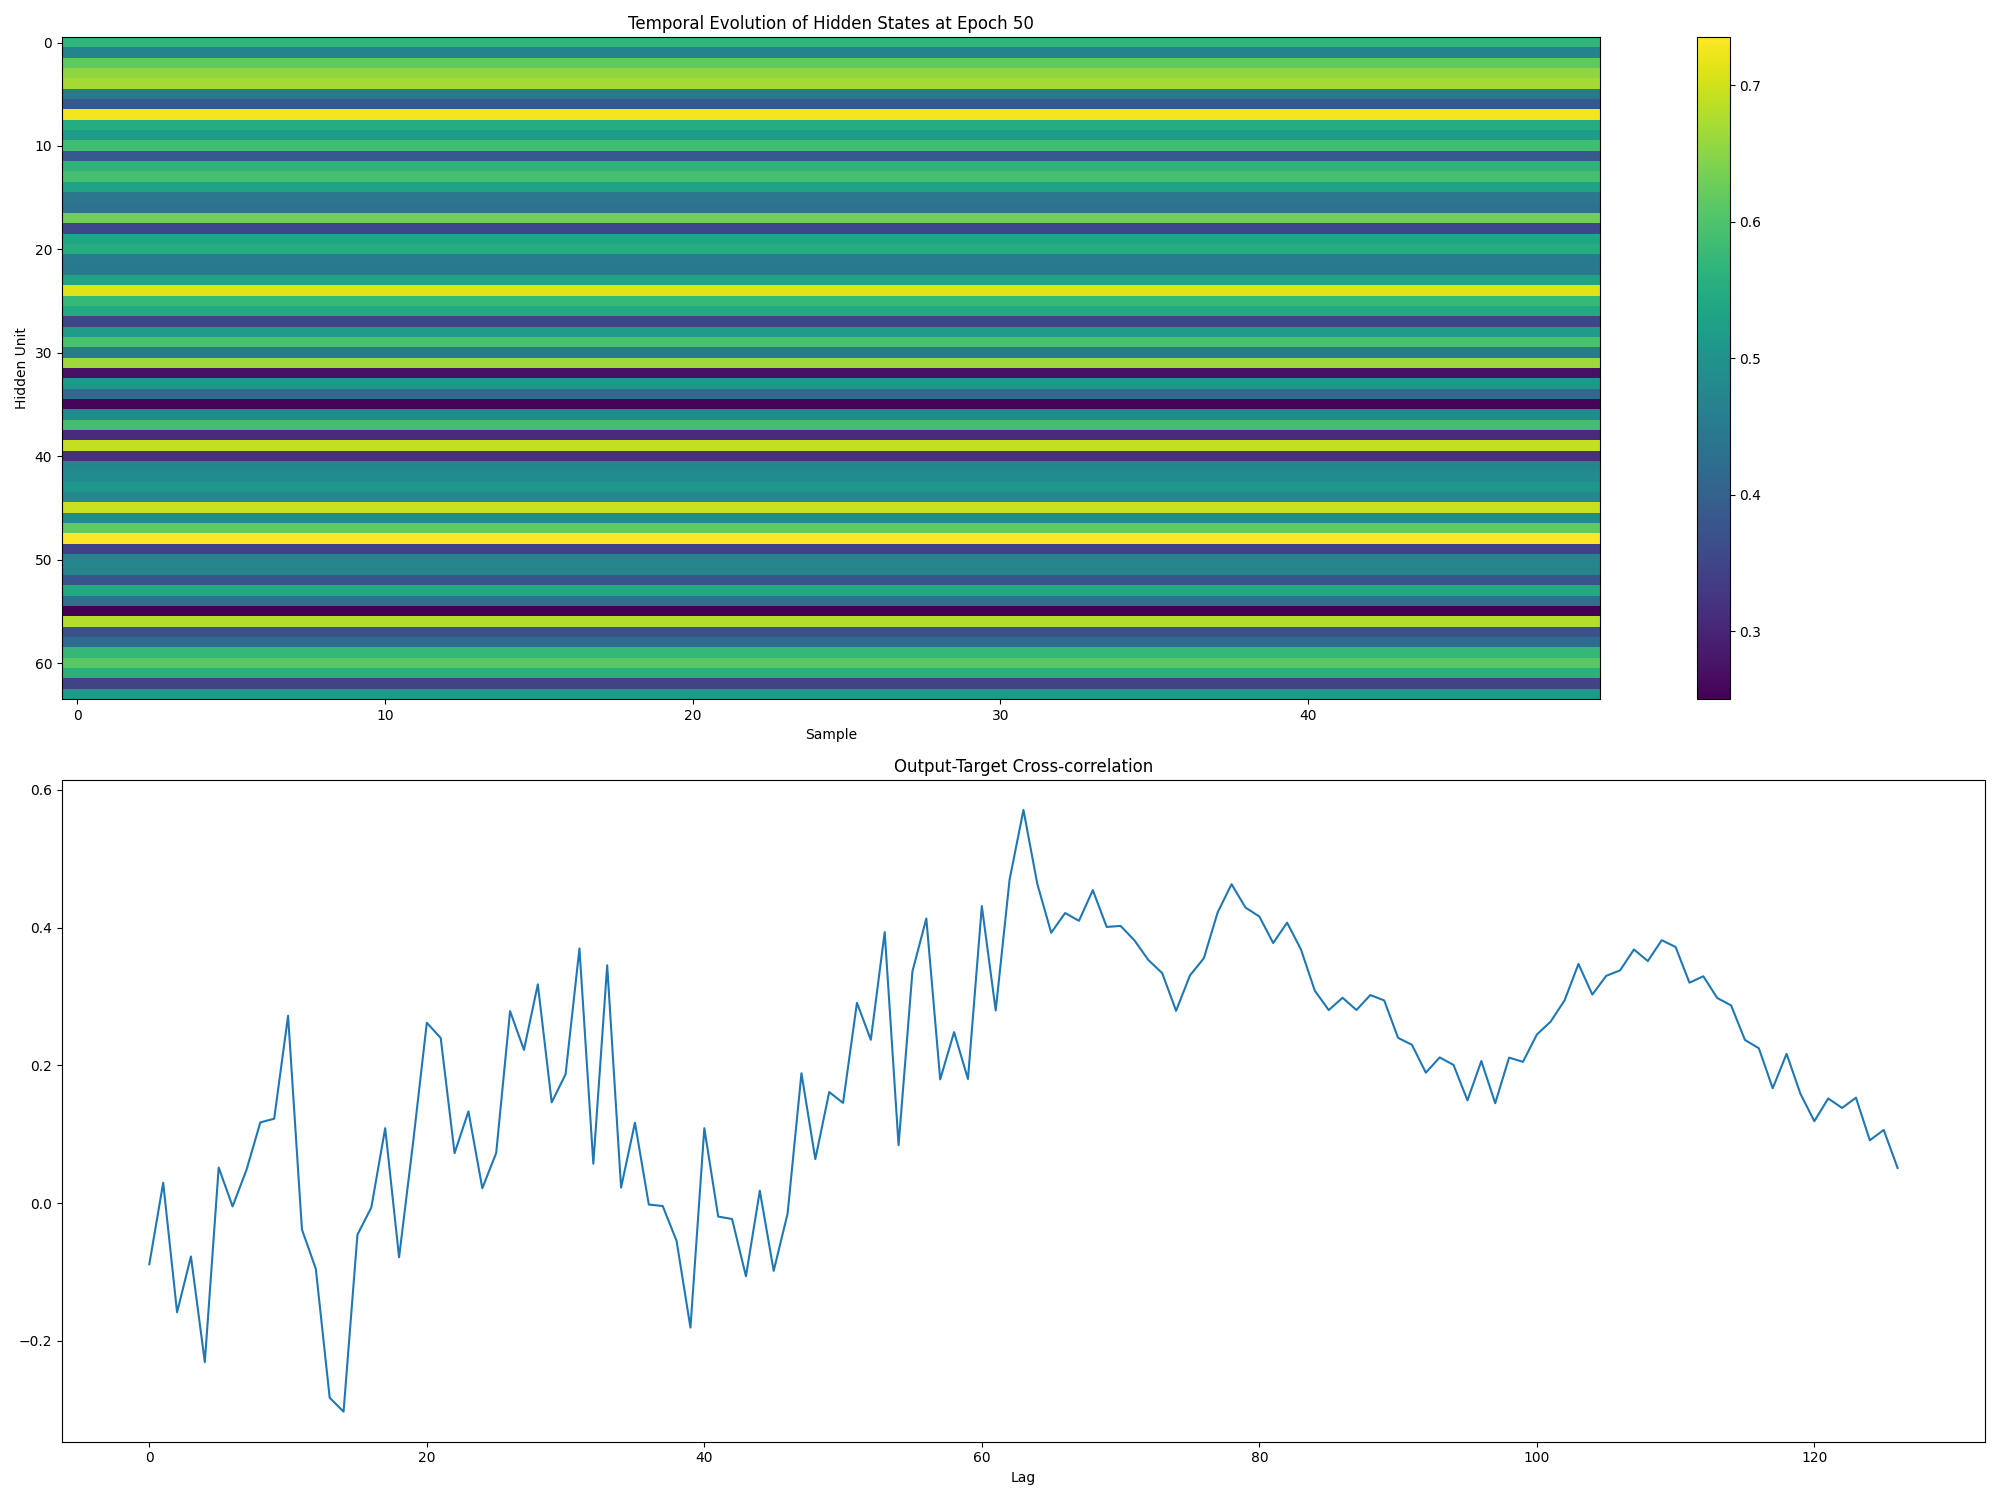 Temporal Evolution of Hidden States at Epoch 50
0
10
20
30
40
50
60
Hidden Unit
0 10 20 30 40
Sample
0.7
0.6
0.5
0.4
0.3
Output-Target Cross-correlation
0.6
0.4
0.2
0.0
−0.2
0 20 40 60 80 100 120
Lag